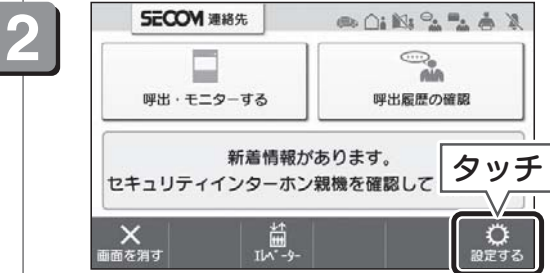 2
SECOM 連絡先
呼出・モニターする
呼出履歴の確認
新着情報があります。
セキュリティインターホン親機を確認して
タッチ
画面を消す
ｴﾚﾍﾞｰﾀｰ
設定する